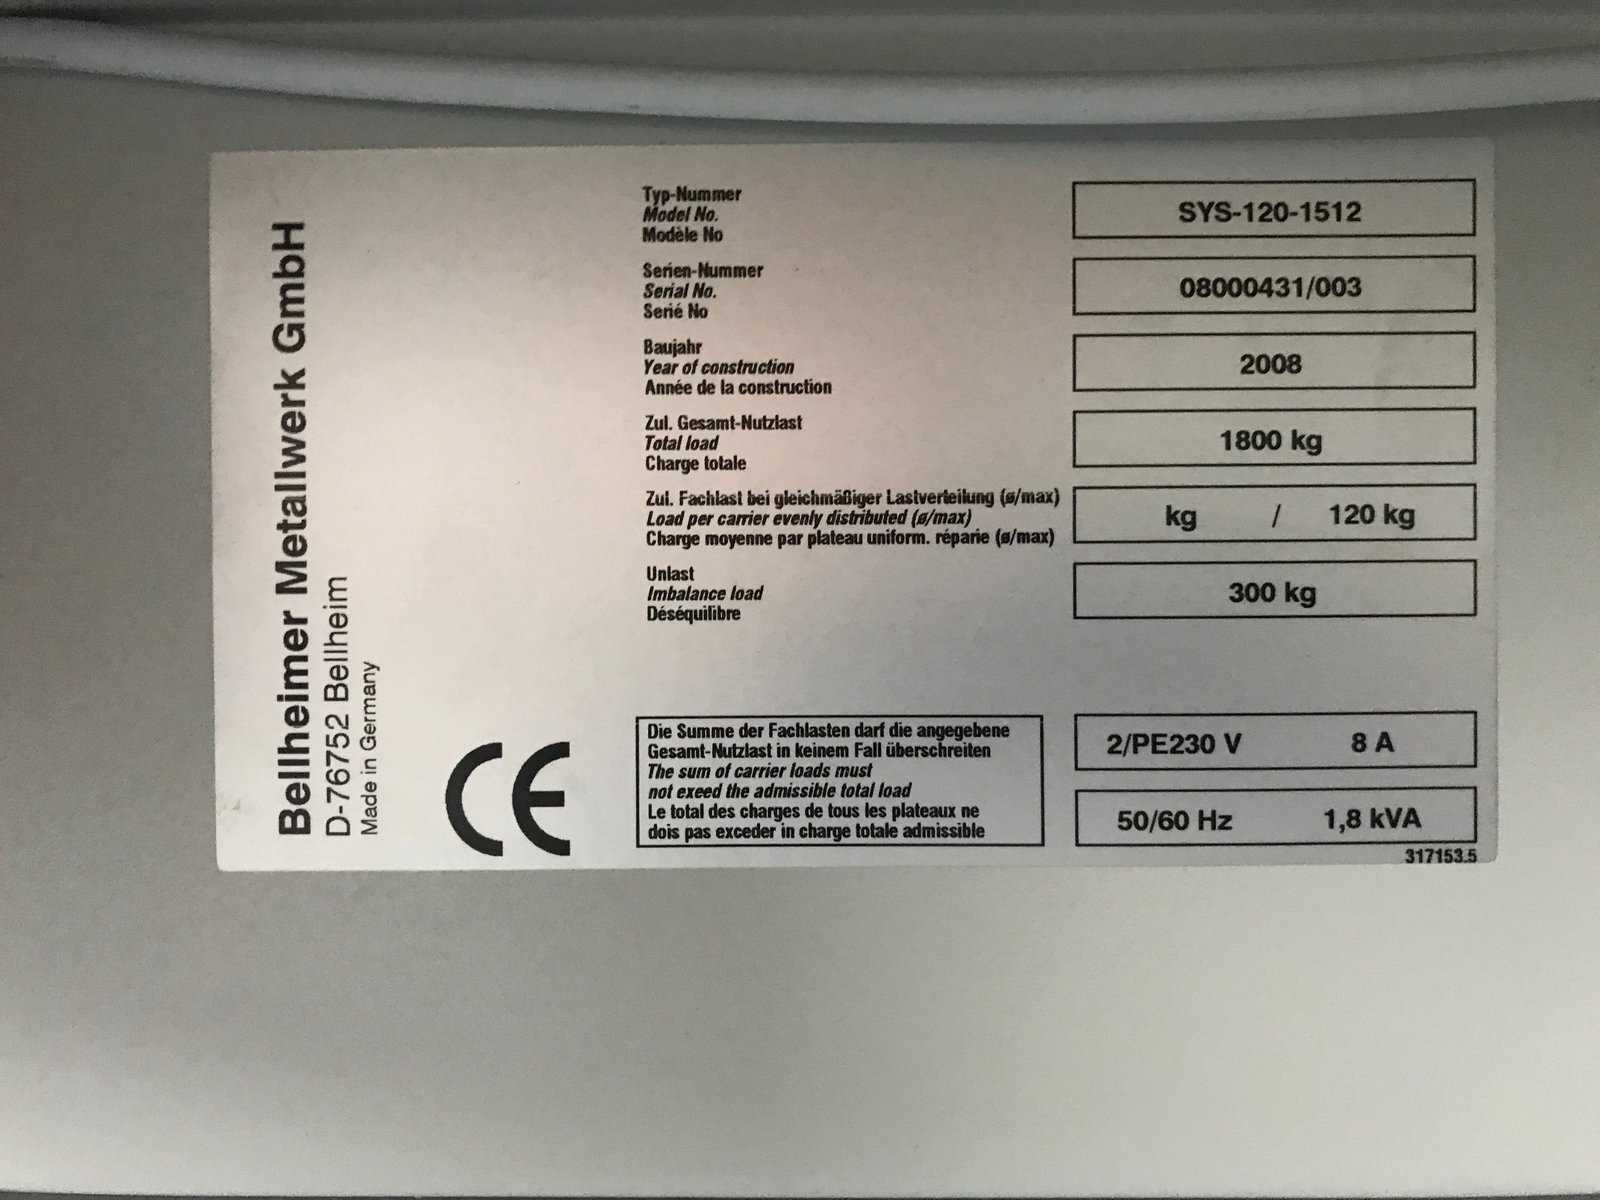 Bellheimer Metallwerk GmbH
D-76752 Bellheim
Made in Germany
CE
Typ-Nummer
Model No.
Modèle No
SYS-120-1512
Serien-Nummer
Serial No.
Serié No
08000431/003
Baujahr
Year of construction
Année de la construction
2008
Zul. Gesamt-Nutzlast
Total load
Charge totale
1800 kg
Zul. Fachlast bei gleichmäßiger Lastverteilung (ø/max)
Load per carrier evenly distributed (ø/max)
Charge moyenne par plateau uniform. réparie (ø/max)
kg / 120 kg
Unlast
Imbalance load
Déséquilibre
300 kg
Die Summe der Fachlasten darf die angegebene
Gesamt-Nutzlast in keinem Fall überschreiten
The sum of carrier loads must
not exeed the admissible total load
Le total des charges de tous les plateaux ne
dois pas exceder in charge totale admissible
2/PE230 V 8 A
50/60 Hz 1,8 kVA
317153.5